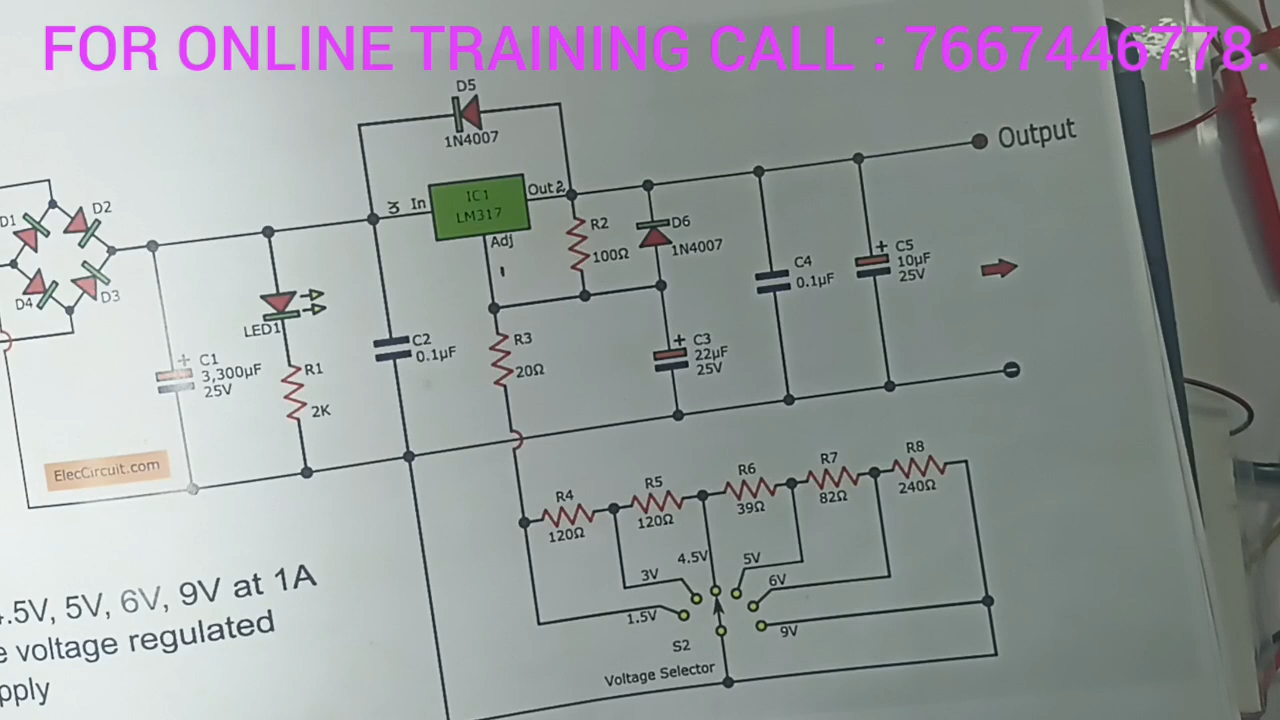 FOR ONLINE TRAINING CALL : 7667446778.
D5
1N4007
Output
3 In
IC1
LM317
Out 2
Adj
1
D1
D2
D3
D4
R2
100Ω
D6
1N4007
C4
0.1µF
+ C5
10µF
25V
LED1
+ C1
3,300µF
25V
R1
2K
C2
0.1µF
R3
20Ω
+ C3
22µF
25V
ElecCircuit.com
R4
120Ω
R5
120Ω
R6
39Ω
R7
82Ω
R8
240Ω
1.5V
3V
4.5V
5V
6V
9V
S2
Voltage Selector
.5V, 5V, 6V, 9V at 1A
e voltage regulated
pply